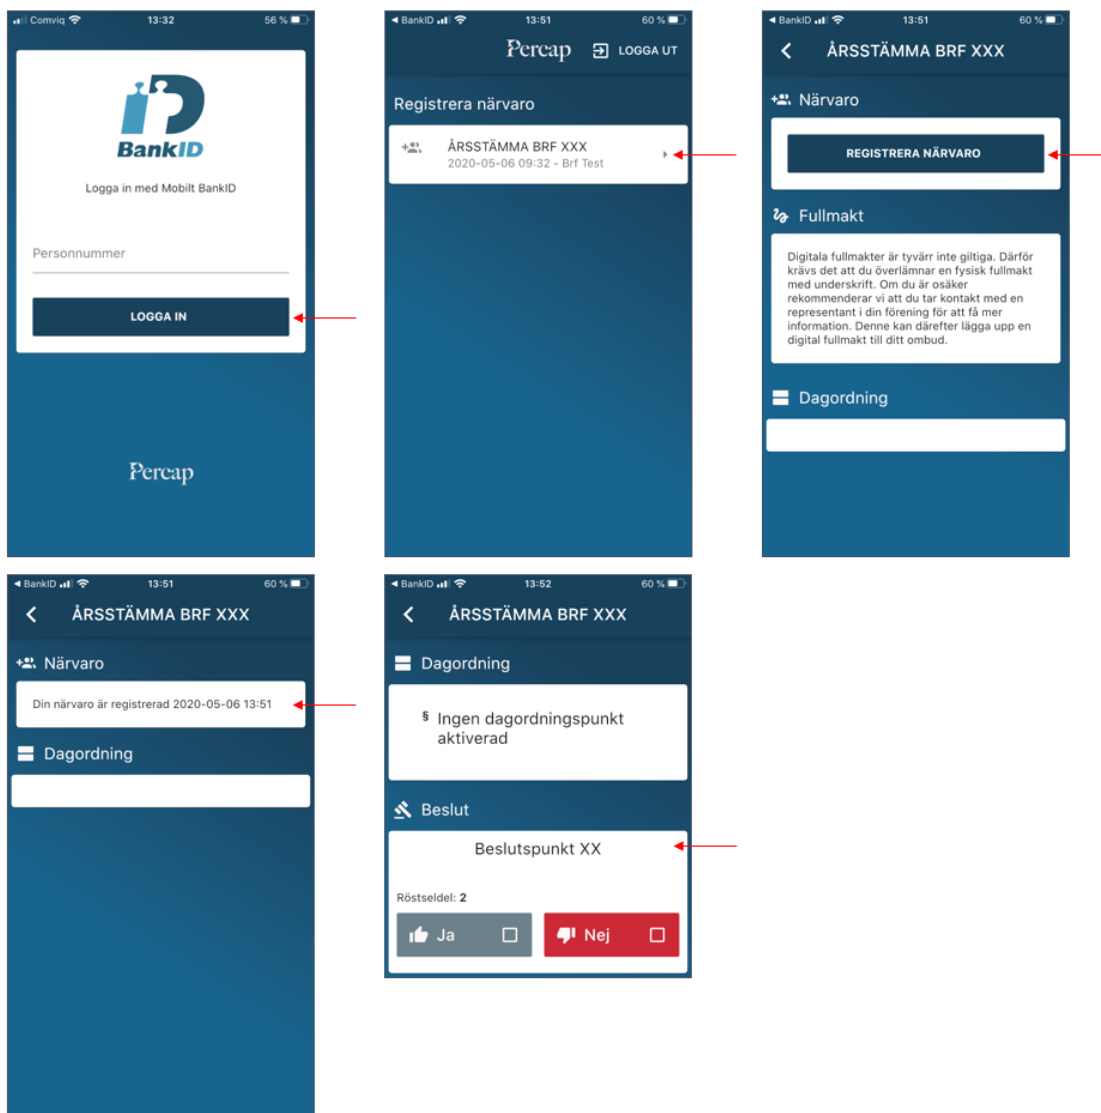 Comviq 13:32 56 %
BankID
Logga in med Mobilt BankID
Personnummer
LOGGA IN
Percap
BankID 13:51 60 %
Percap LOGGA UT
Registrera närvaro
ÅRSSTÄMMA BRF XXX
2020-05-06 09:32 - Brf Test
BankID 13:51 60 %
ÅRSSTÄMMA BRF XXX
Närvaro
REGISTRERA NÄRVARO
Fullmakt
Digitala fullmakter är tyvärr inte giltiga. Därför
krävs det att du överlämnar en fysisk fullmakt
med underskrift. Om du är osäker
rekommenderar vi att du tar kontakt med en
representant i din förening för att få mer
information. Denne kan därefter lägga upp en
digital fullmakt till ditt ombud.
Dagordning
BankID 13:51 60 %
ÅRSSTÄMMA BRF XXX
Närvaro
Din närvaro är registrerad 2020-05-06 13:51
Dagordning
BankID 13:52 60 %
ÅRSSTÄMMA BRF XXX
Dagordning
§ Ingen dagordningspunkt
aktiverad
Beslut
Beslutspunkt XX
Röstseldel: 2
Ja Nej